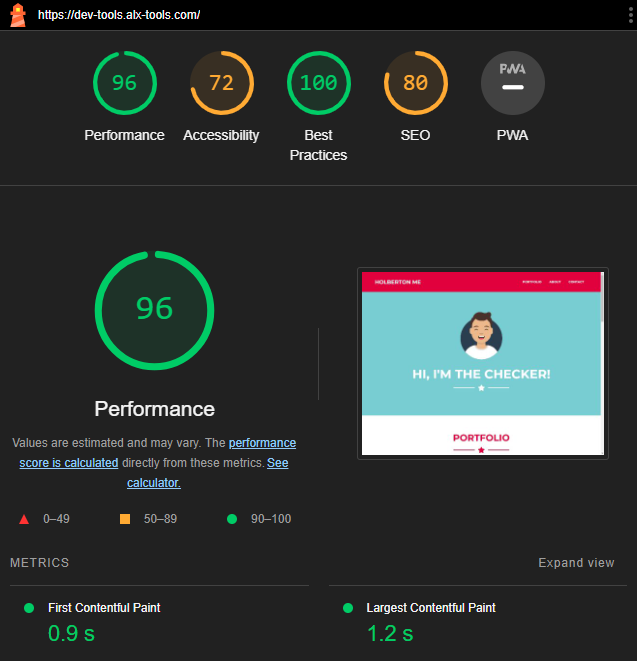 https://dev-tools.alx-tools.com/
96
72
100
80
PWA
Performance
Accessibility
Best
Practices
SEO
PWA
96
Performance
Values are estimated and may vary. The performance
score is calculated directly from these metrics. See
calculator.
0–49
50–89
90–100
HOLBERTON ME
PORTFOLIO
ABOUT
CONTACT
HI, I'M THE CHECKER!
PORTFOLIO
METRICS
Expand view
First Contentful Paint
0.9 s
Largest Contentful Paint
1.2 s